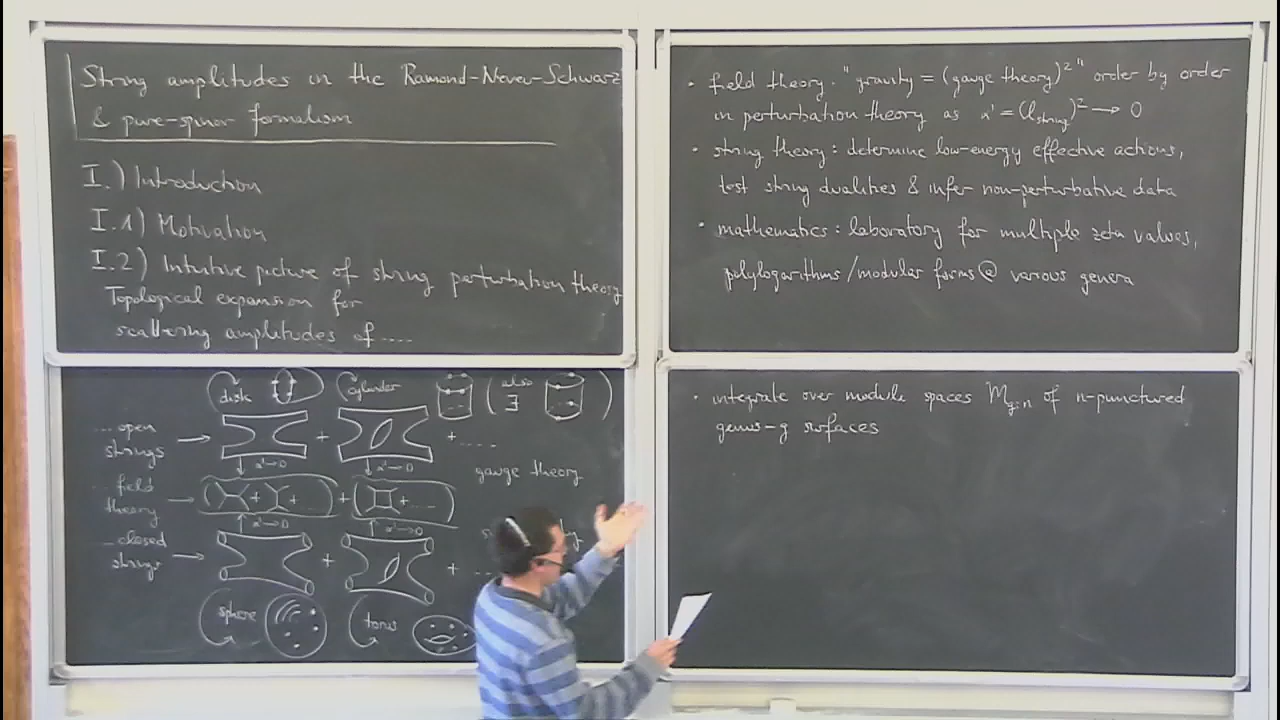 String amplitudes in the Ramond-Neveu-Schwarz
& pure-spinor formalism
I.) Introduction
I.1) Motivation
I.2) Intuitive picture of string perturbation theory
Topological expansion for
scattering amplitudes of ....
disk cylinder ( also ∃ )
... open
strings → + + ....
α'→0 α'→0
gauge theory
... field
theory → ( + + ... ) + ( + ... )
α'→0 α'→0
... closed
strings → + + ...
sphere torus
• field theory: "gravity = (gauge theory)²" order by order
in perturbation theory as α' = (l_string)² → 0
• string theory: determine low-energy effective actions,
test string dualities & infer non-perturbative data
• mathematics: laboratory for multiple zeta values,
polylogarithms/modular forms @ various genera
• integrate over module spaces M_g;n of n-punctured
genus-g surfaces